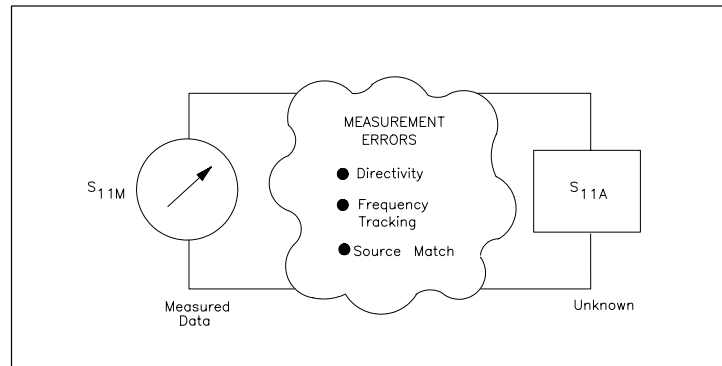 MEASUREMENT
ERRORS
S11M
Directivity
Frequency
Tracking
Source Match
S11A
Measured
Data
Unknown